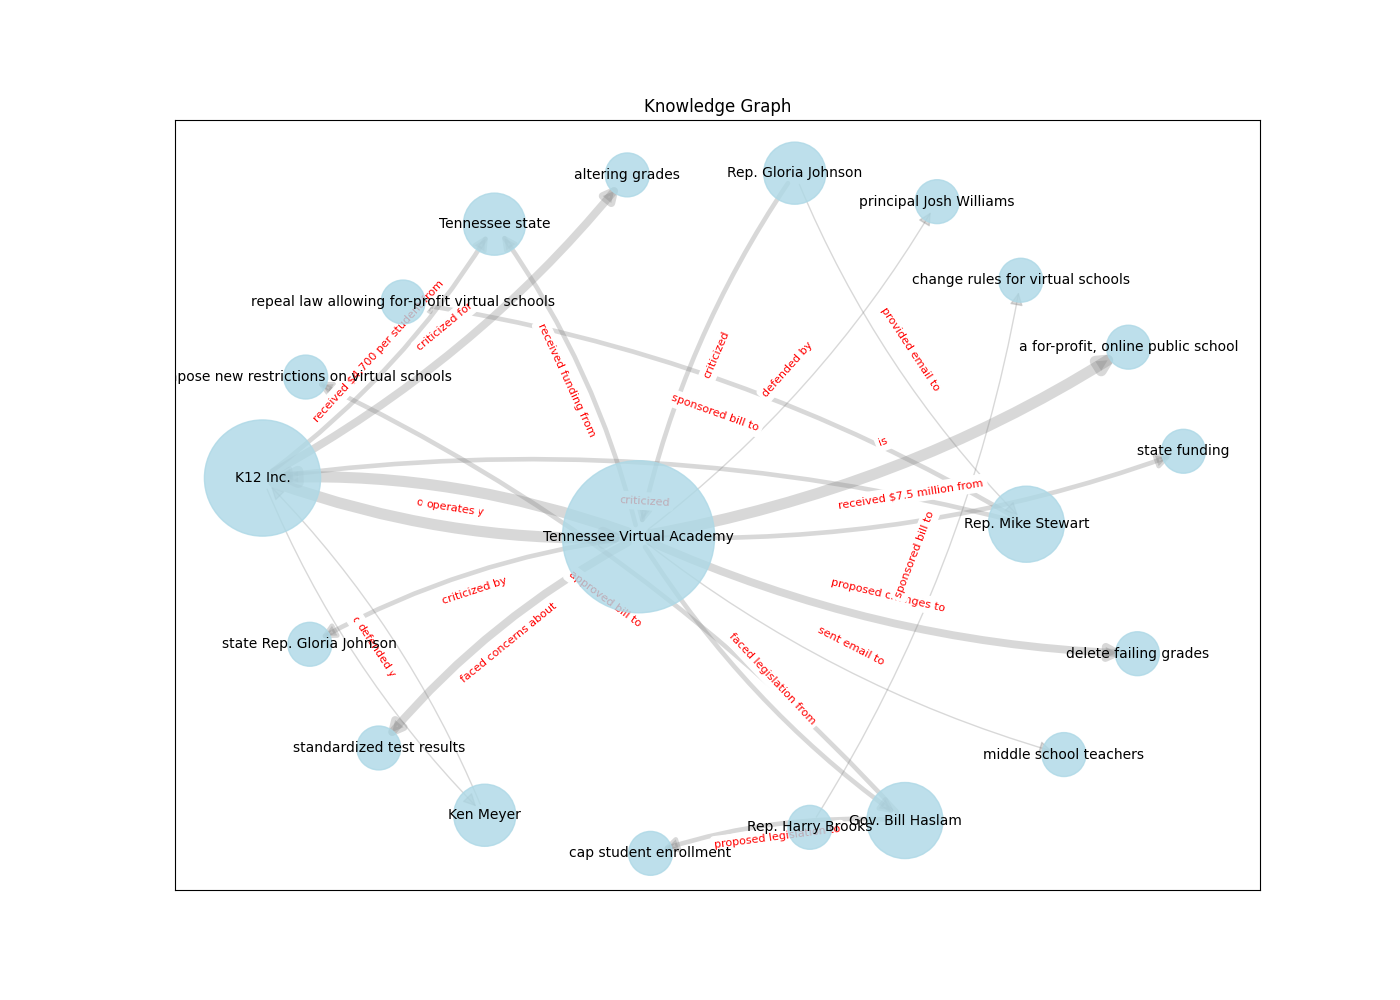 Knowledge Graph
altering grades
Rep. Gloria Johnson
principal Josh Williams
Tennessee state
change rules for virtual schools
repeal law allowing for-profit virtual schools
received $4,700 per student from
criticized for
received funding from
criticized
defended by
provided email to
a for-profit, online public school
pose new restrictions on virtual schools
sponsored bill to
is
state funding
K12 Inc.
criticized
received $7.5 million from
operates
Rep. Mike Stewart
Tennessee Virtual Academy
sponsored bill to
criticized by
approved bill to
proposed changes to
state Rep. Gloria Johnson
defended
faced concerns about
sent email to
faced legislation from
delete failing grades
standardized test results
middle school teachers
Ken Meyer
Rep. Harry Brooks
Gov. Bill Haslam
proposed legislation to
cap student enrollment